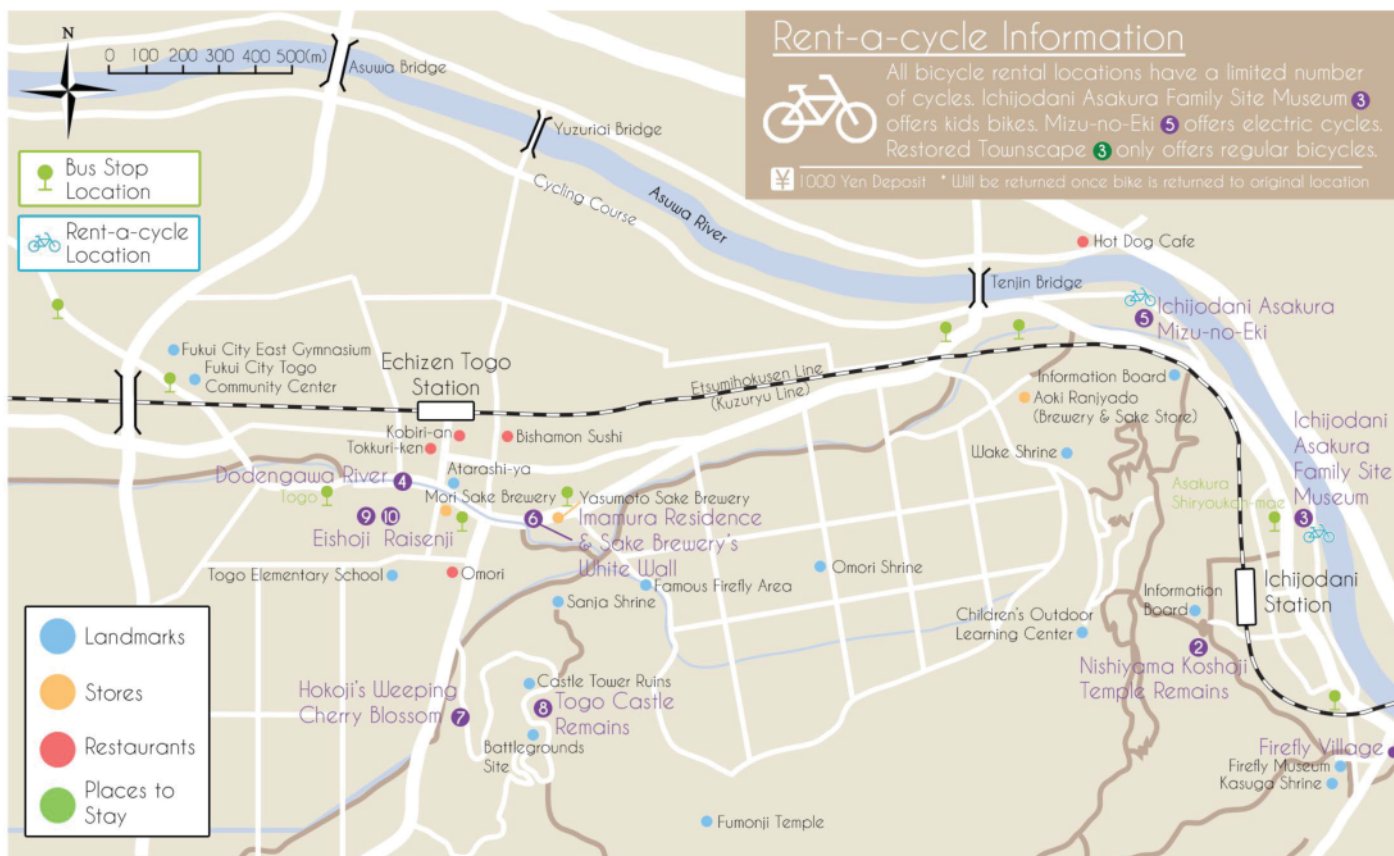 Rent-a-cycle Information
All bicycle rental locations have a limited number
of cycles. Ichijodani Asakura Family Site Museum 3
offers kids bikes. Mizu-no-Eki 5 offers electric cycles.
Restored Townscape 3 only offers regular bicycles.
¥ 1000 Yen Deposit * Will be returned once bike is returned to original location
N
0 100 200 300 400 500(m)
Asuwa Bridge
Yuzuriai Bridge
Bus Stop
Location
Rent-a-cycle
Location
Cycling Course
Asuwa River
Hot Dog Cafe
Tenjin Bridge
5 Ichijodani Asakura
Mizu-no-Eki
Fukui City East Gymnasium
Fukui City Togo
Community Center
Echizen Togo
Station
Etsumihokusen Line
(Kuzuryu Line)
Information Board
Aoki Ranjyado
(Brewery & Sake Store)
Kobiri-an
Tokkuri-ken
Bishamon Sushi
Wake Shrine
Ichijodani
Asakura
Family Site
Museum
3
Dodengawa River 4
Atarashi-ya
Togo
Mori Sake Brewery
Yasumoto Sake Brewery
Asakura
Shiryoukan-mae
9 10
Eishoji Raisenji
6 Imamura Residence
& Sake Brewery's
White Wall
Togo Elementary School
Omori
Famous Firefly Area
Omori Shrine
Sanja Shrine
Children's Outdoor
Learning Center
Information
Board
Ichijodani
Station
2
Nishiyama Koshoji
Temple Remains
Landmarks
Stores
Restaurants
Places to
Stay
Hokoji's Weeping
Cherry Blossom 7
Castle Tower Ruins
8 Togo Castle
Remains
Battlegrounds
Site
Firefly Village
Firefly Museum
Kasuga Shrine
Fumonji Temple